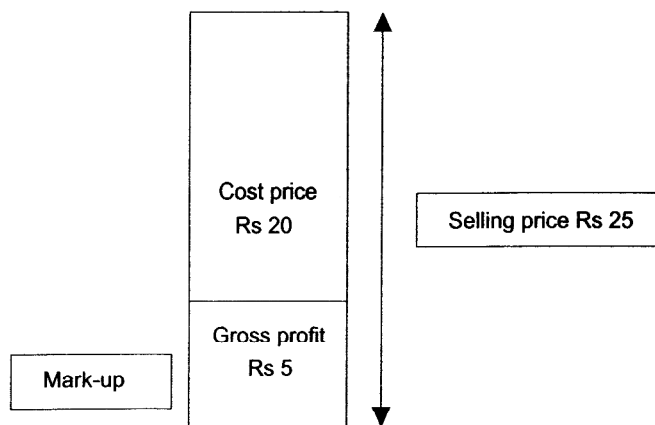 Cost price
Rs 20
Selling price Rs 25
Gross profit
Rs 5
Mark-up